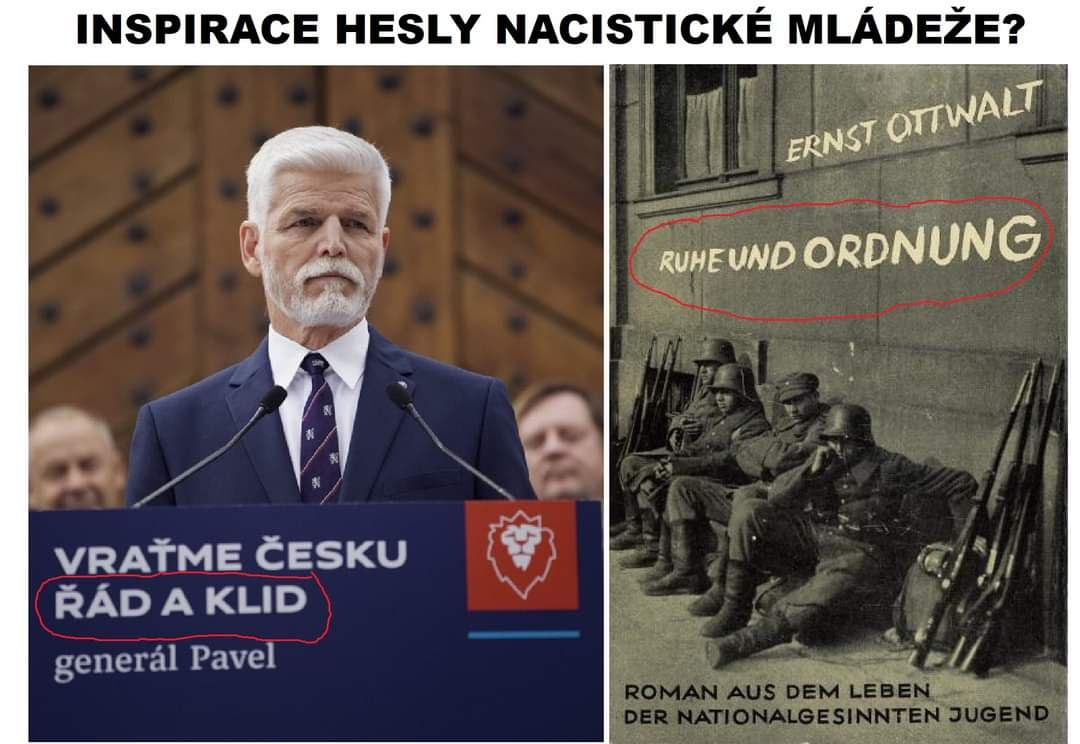 INSPIRACE HESLY NACISTICKÉ MLÁDEŽE?
VRAŤME ČESKU
ŘÁD A KLID
generál Pavel
ERNST OTTWALT
RUHE UND ORDNUNG
ROMAN AUS DEM LEBEN
DER NATIONALGESINNTEN JUGEND